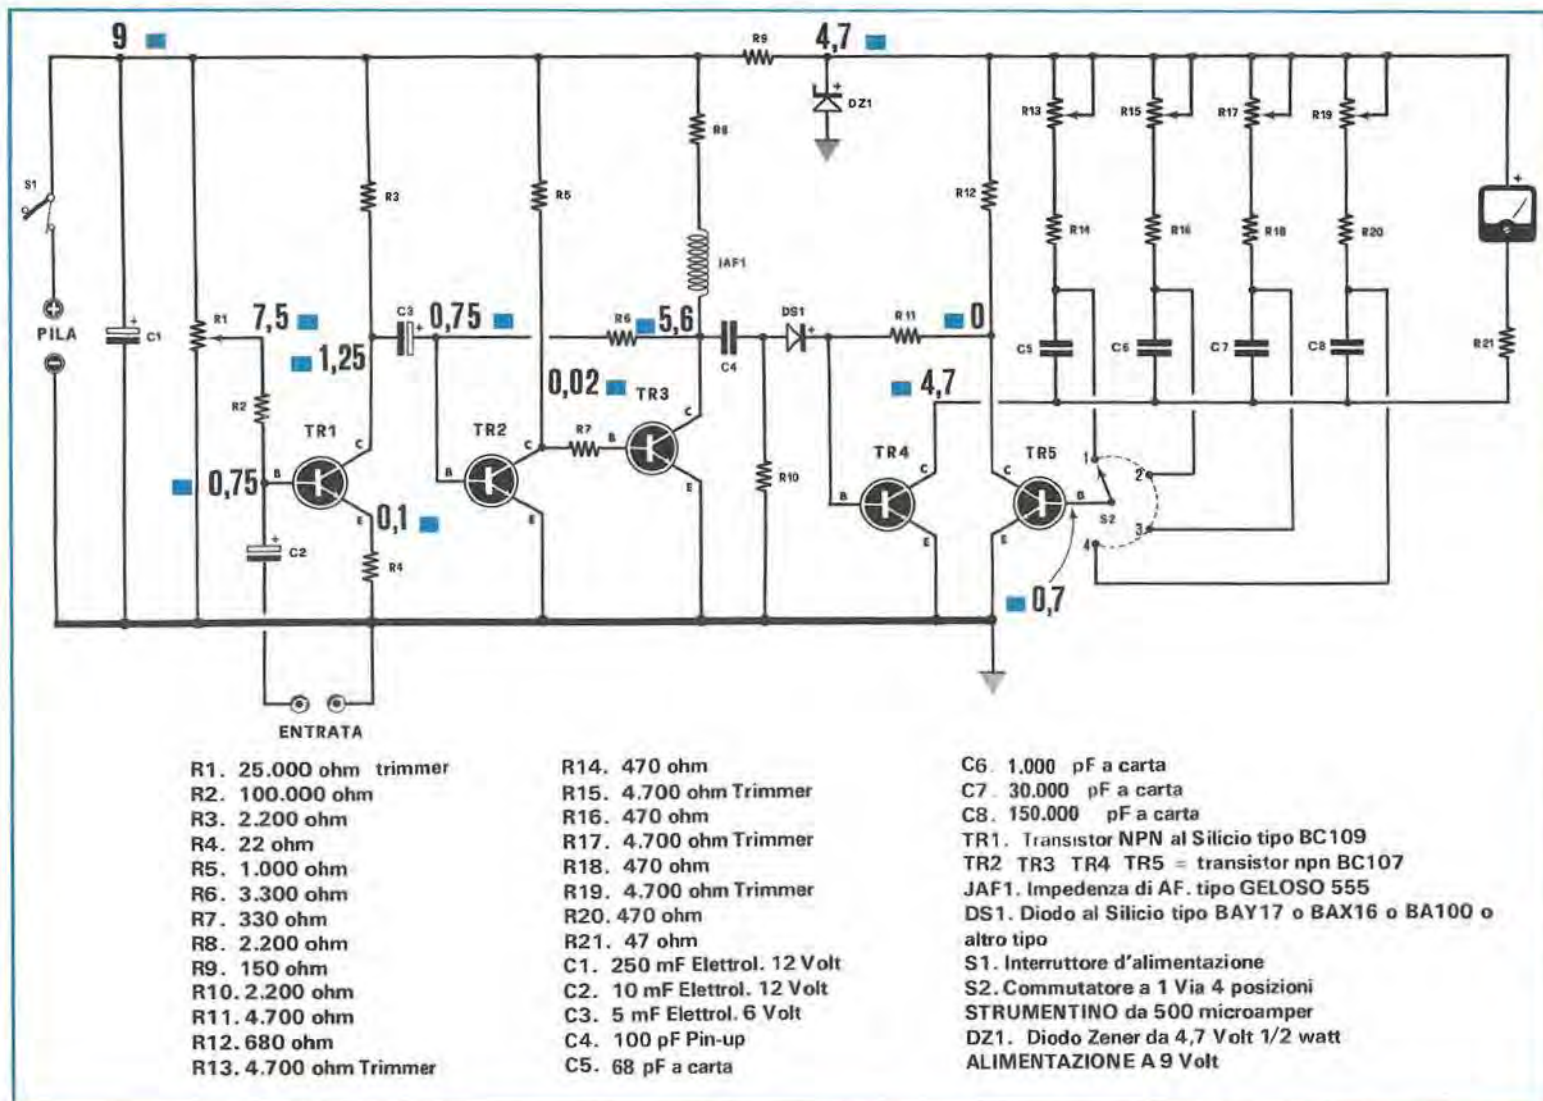 9
R9
4,7
S1
PILA
C1
R1
7,5
R2
0,75
C2
R3
1,25
TR1
B
C
E
0,1
R4
ENTRATA
C3
0,75
R5
TR2
B
C
E
R6
R7
0,02
TR3
B
C
E
R8
JAF1
5,6
C4
R10
DS1
DZ1
R11
0
4,7
TR4
B
C
E
R12
TR5
C
B
E
0,7
S2
1
2
3
4
R13
R14
C5
R15
R16
C6
R17
R18
C7
R19
R20
C8
R21
R1. 25.000 ohm trimmer
R2. 100.000 ohm
R3. 2.200 ohm
R4. 22 ohm
R5. 1.000 ohm
R6. 3.300 ohm
R7. 330 ohm
R8. 2.200 ohm
R9. 150 ohm
R10. 2.200 ohm
R11. 4.700 ohm
R12. 680 ohm
R13. 4.700 ohm Trimmer
R14. 470 ohm
R15. 4.700 ohm Trimmer
R16. 470 ohm
R17. 4.700 ohm Trimmer
R18. 470 ohm
R19. 4.700 ohm Trimmer
R20. 470 ohm
R21. 47 ohm
C1. 250 mF Elettrol. 12 Volt
C2. 10 mF Elettrol. 12 Volt
C3. 5 mF Elettrol. 6 Volt
C4. 100 pF Pin-up
C5. 68 pF a carta
C6. 1.000 pF a carta
C7. 30.000 pF a carta
C8. 150.000 pF a carta
TR1. Transistor NPN al Silicio tipo BC109
TR2 TR3 TR4 TR5 = transistor npn BC107
JAF1. Impedenza di AF. tipo GELOSO 555
DS1. Diodo al Silicio tipo BAY17 o BAX16 o BA100 o
altro tipo
S1. Interruttore d'alimentazione
S2. Commutatore a 1 Via 4 posizioni
STRUMENTINO da 500 microamper
DZ1. Diodo Zener da 4,7 Volt 1/2 watt
ALIMENTAZIONE A 9 Volt